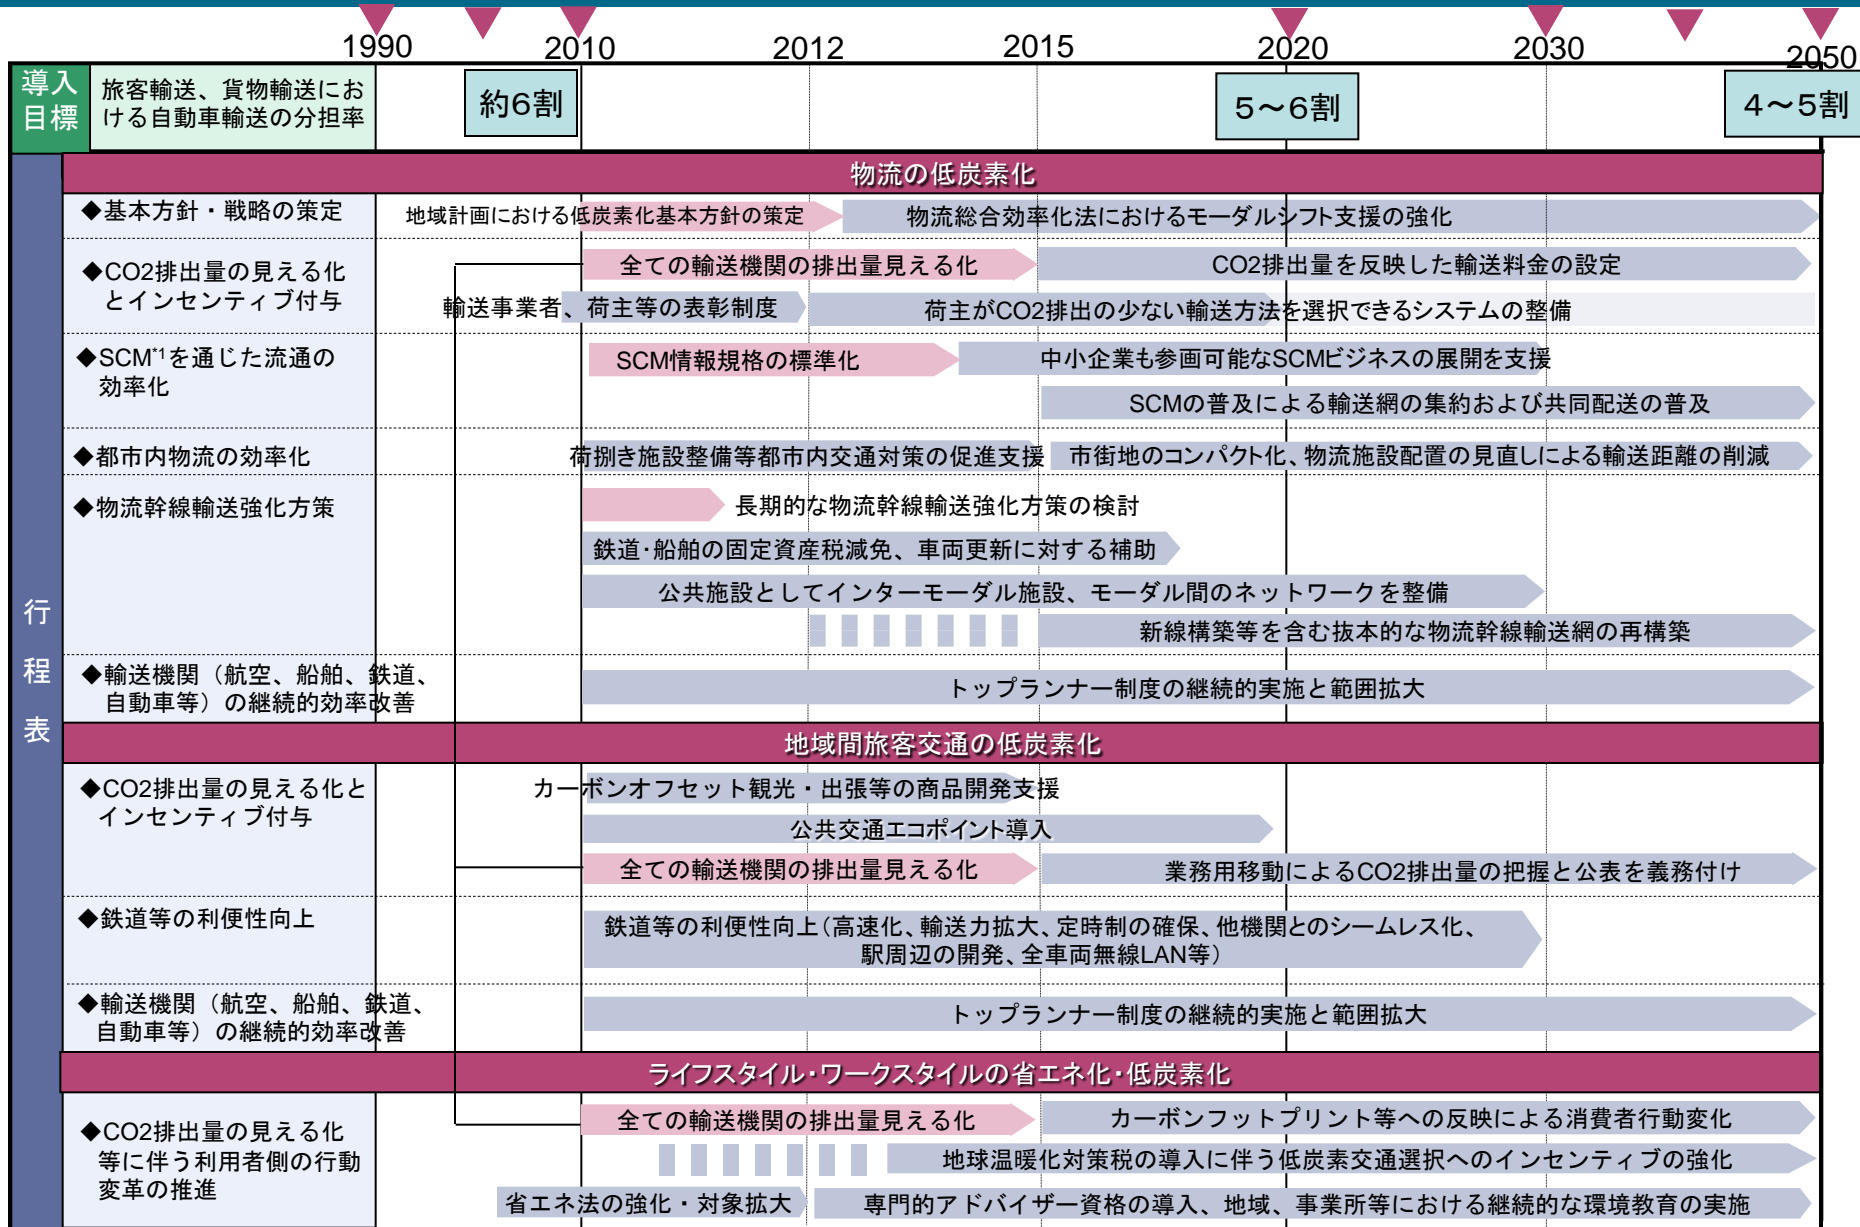 1990 2010 2012 2015 2020 2030 2050
導入
目標
旅客輸送、貨物輸送にお
ける自動車輸送の分担率
約6割
5〜6割
4〜5割
行
程
表
物流の低炭素化
◆基本方針・戦略の策定
地域計画における低炭素化基本方針の策定
物流総合効率化法におけるモーダルシフト支援の強化
◆CO2排出量の見える化
とインセンティブ付与
全ての輸送機関の排出量見える化
CO2排出量を反映した輸送料金の設定
輸送事業者、荷主等の表彰制度
荷主がCO2排出の少ない輸送方法を選択できるシステムの整備
◆SCM*1を通じた流通の
効率化
SCM情報規格の標準化
中小企業も参画可能なSCMビジネスの展開を支援
SCMの普及による輸送網の集約および共同配送の普及
◆都市内物流の効率化
荷捌き施設整備等都市内交通対策の促進支援
市街地のコンパクト化、物流施設配置の見直しによる輸送距離の削減
◆物流幹線輸送強化方策
長期的な物流幹線輸送強化方策の検討
鉄道・船舶の固定資産税減免、車両更新に対する補助
公共施設としてインターモーダル施設、モーダル間のネットワークを整備
新線構築等を含む抜本的な物流幹線輸送網の再構築
◆輸送機関（航空、船舶、鉄道、
自動車等）の継続的効率改善
トップランナー制度の継続的実施と範囲拡大
地域間旅客交通の低炭素化
◆CO2排出量の見える化と
インセンティブ付与
カーボンオフセット観光・出張等の商品開発支援
公共交通エコポイント導入
全ての輸送機関の排出量見える化
業務用移動によるCO2排出量の把握と公表を義務付け
◆鉄道等の利便性向上
鉄道等の利便性向上（高速化、輸送力拡大、定時制の確保、他機関とのシームレス化、
駅周辺の開発、全車両無線LAN等）
◆輸送機関（航空、船舶、鉄道、
自動車等）の継続的効率改善
トップランナー制度の継続的実施と範囲拡大
ライフスタイル・ワークスタイルの省エネ化・低炭素化
◆CO2排出量の見える化
等に伴う利用者側の行動
変革の推進
全ての輸送機関の排出量見える化
カーボンフットプリント等への反映による消費者行動変化
地球温暖化対策税の導入に伴う低炭素交通選択へのインセンティブの強化
省エネ法の強化・対象拡大
専門的アドバイザー資格の導入、地域、事業所等における継続的な環境教育の実施